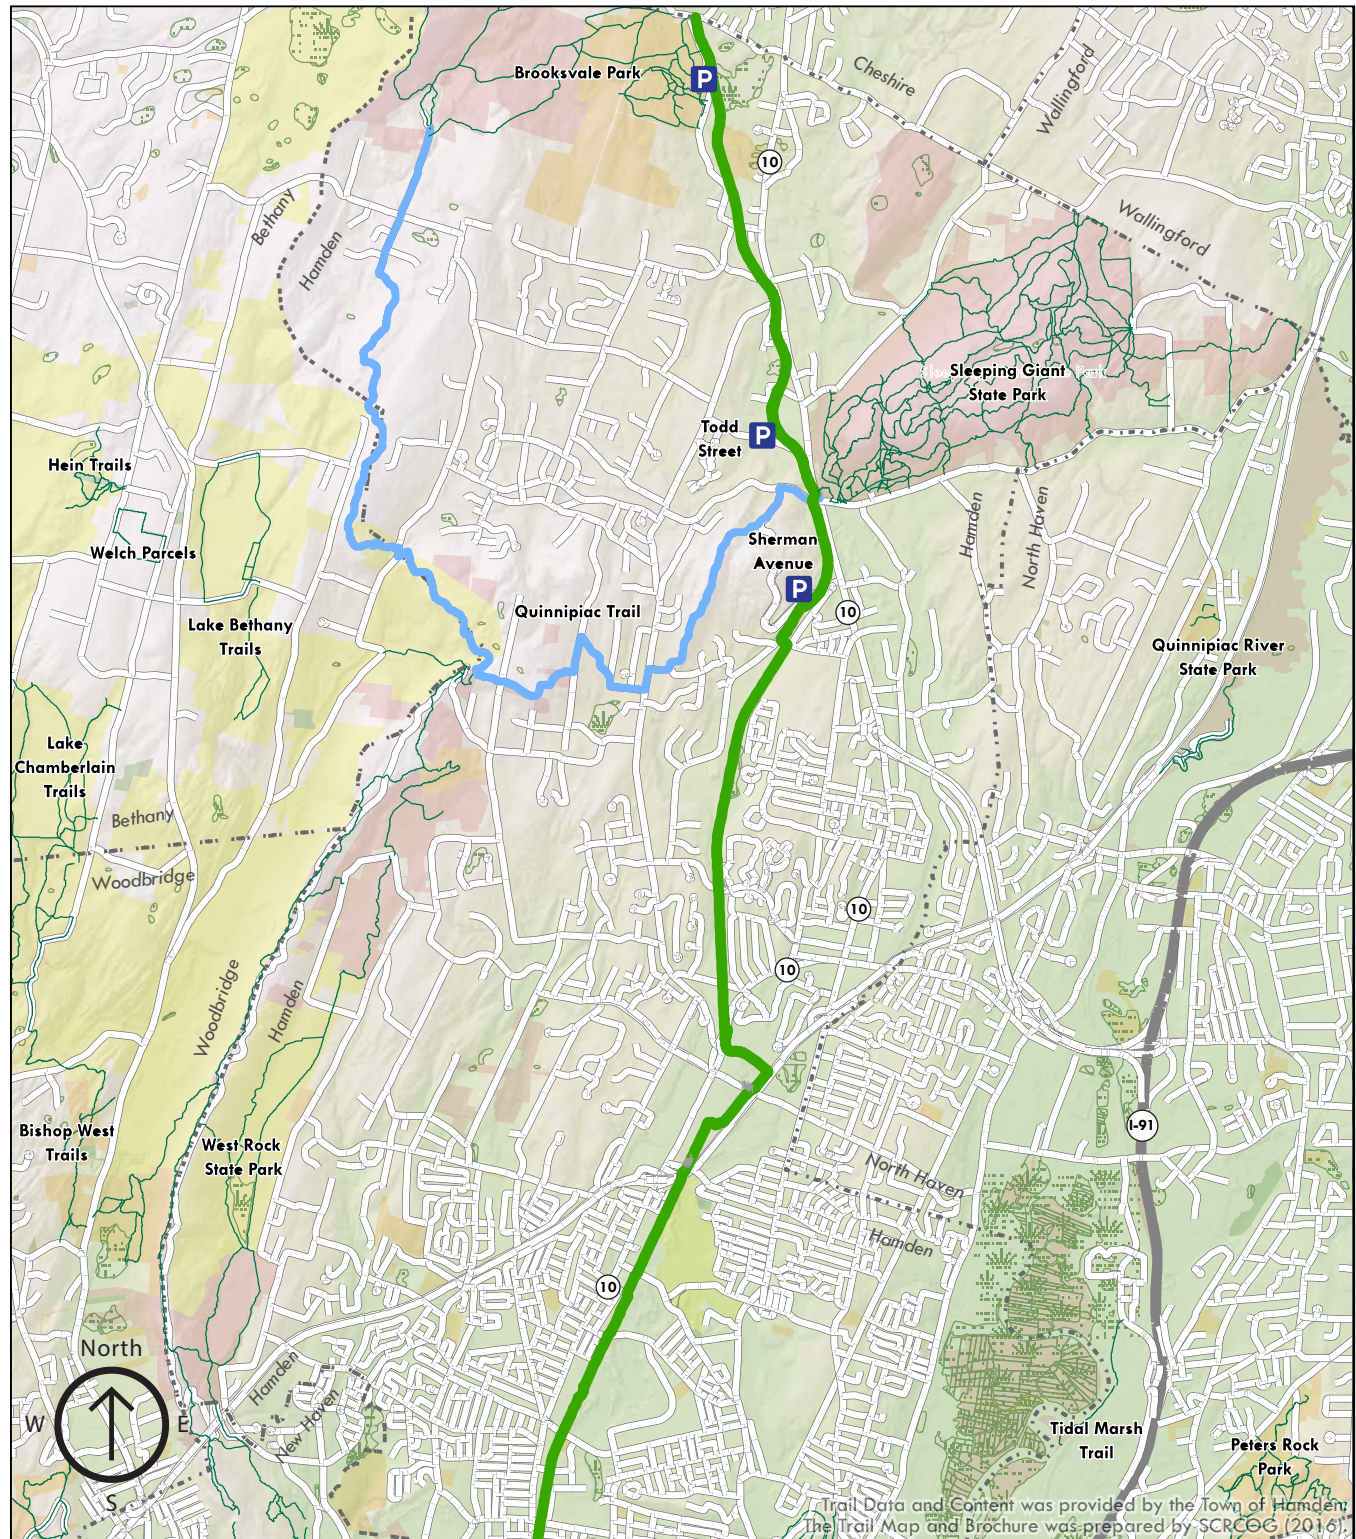 Brooksvale Park
P
Cheshire
Wallingford
10
Bethany
Hamden
Wallingford
Sleeping Giant
State Park
Todd
Street
P
Hein Trails
Hamden
North Haven
Welch Parcels
Sherman
Avenue
P
Quinnipiac Trail
10
Lake Bethany
Trails
Quinnipiac River
State Park
Lake
Chamberlain
Trails
Bethany
Woodbridge
10
10
Woodbridge
Hamden
Bishop West
Trails
West Rock
State Park
I-91
North Haven
Hamden
10
North
W
E
S
Hamden
New Haven
Tidal Marsh
Trail
Peters Rock
Park
Trail Data and Content was provided by the Town of Hamden.
The Trail Map and Brochure was prepared by SCRCOG (2016).